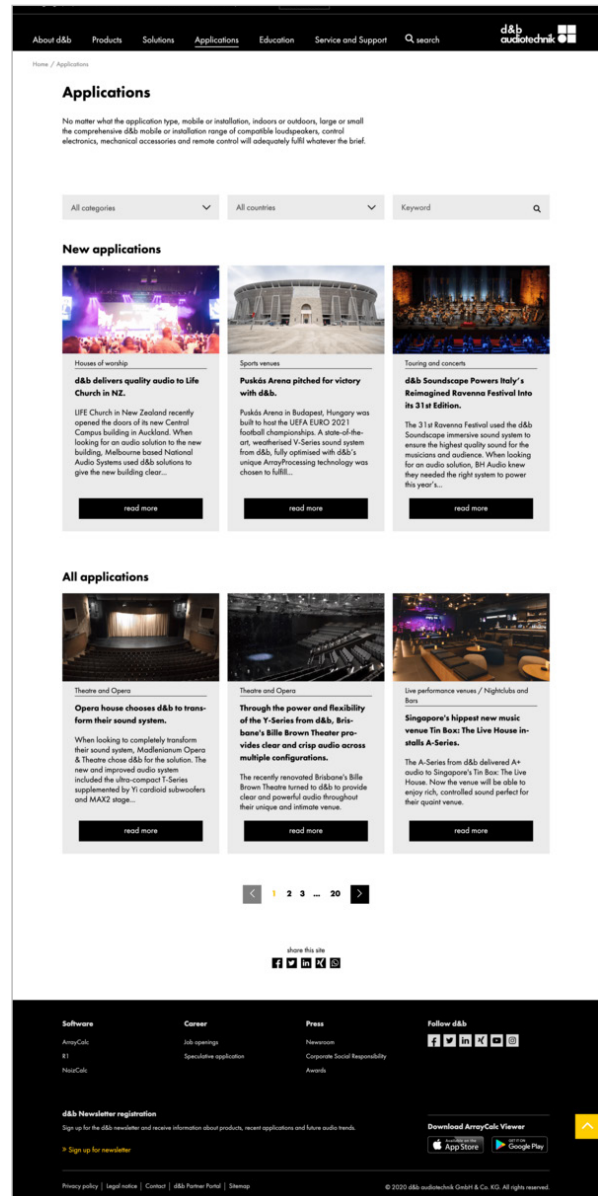 About d&b Products Solutions Applications Education Service and Support search
d&b
audiotechnik
Home / Applications
Applications
No matter what the application type, mobile or installation, indoors or outdoors, large or small
the comprehensive d&b mobile or installation range of compatible loudspeakers, control
electronics, mechanical accessories and remote control will adequately fulfil whatever the brief.
All categories
All countries
Keyword
New applications
Houses of worship
d&b delivers quality audio to Life
Church in NZ.
LIFE Church in New Zealand recently
opened the doors of its new Central
Campus building in Auckland. When
looking for an audio solution to the new
building, Melbourne based National
Audio Systems used d&b solutions to
give the new building clear...
read more
Sports venues
Puskás Arena pitched for victory
with d&b.
Puskás Arena in Budapest, Hungary was
built to host the UEFA EURO 2021
football championships. A state-of-the-
art, weatherised V-Series sound system
from d&b, fully optimised with d&b's
unique ArrayProcessing technology was
chosen to fulfill...
read more
Touring and concerts
d&b Soundscape Powers Italy's
Reimagined Ravenna Festival Into
its 31st Edition.
The 31st Ravenna Festival used the d&b
Soundscape immersive sound system to
ensure the highest quality sound for the
musicians and audience. When looking
for an audio solution, BH Audio knew
they needed the right system to power
this year's...
read more
All applications
Theatre and Opera
Opera house chooses d&b to trans-
form their sound system.
When looking to completely transform
their sound system, Madlenianum Opera
& Theatre chose d&b for the solution. The
new and improved audio system
included the ultra-compact T-Series
supplemented by Yi cardioid subwoofers
and MAX2 stage...
read more
Theatre and Opera
Through the power and flexibility
of the Y-Series from d&b, Bris-
bane's Bille Brown Theater pro-
vides clear and crisp audio across
multiple configurations.
The recently renovated Brisbane's Bille
Brown Theatre turned to d&b to provide
clear and powerful audio throughout
their unique and intimate venue.
read more
Live performance venues / Nightclubs and
Bars
Singapore's hippest new music
venue Tin Box: The Live House in-
stalls A-Series.
The A-Series from d&b delivered A+
audio to Singapore's Tin Box: The Live
House. Now the venue will be able to
enjoy rich, controlled sound perfect for
their quaint venue.
read more
1 2 3 ... 20
share this site
Software
ArrayCalc
R1
NoizCalc
Career
Job openings
Speculative application
Press
Newsroom
Corporate Social Responsibility
Awards
Follow d&b
d&b Newsletter registration
Sign up for the d&b newsletter and receive information about products, recent applications and future audio trends.
» Sign up for newsletter
Download ArrayCalc Viewer
Available on the
App Store
GET IT ON
Google Play
Privacy policy | Legal notice | Contact | d&b Partner Portal | Sitemap
© 2020 d&b audiotechnik GmbH & Co. KG. All rights reserved.